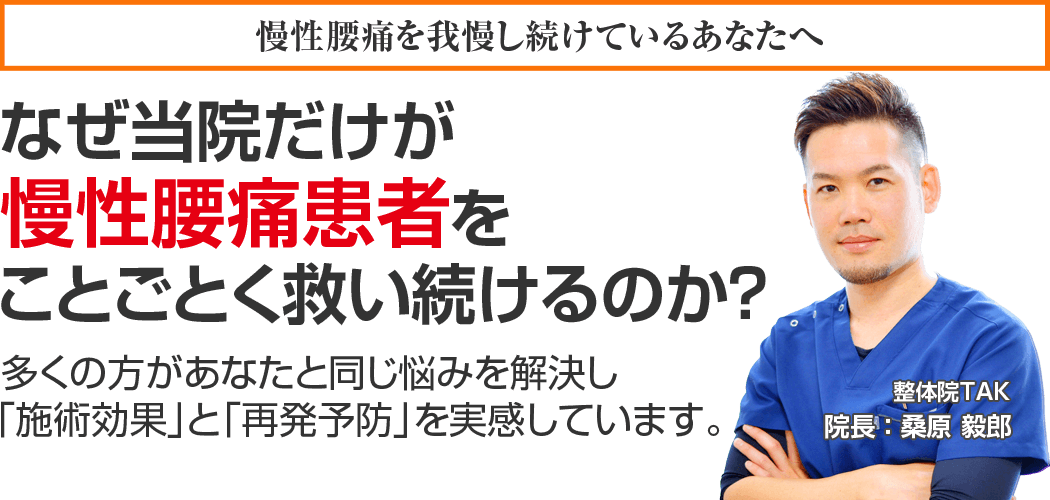 慢性腰痛を我慢し続けているあなたへ
なぜ当院だけが
慢性腰痛患者を
ことごとく救い続けるのか?
多くの方があなたと同じ悩みを解決し
「施術効果」と「再発予防」を実感しています。
整体院TAK
院長：桑原 毅郎